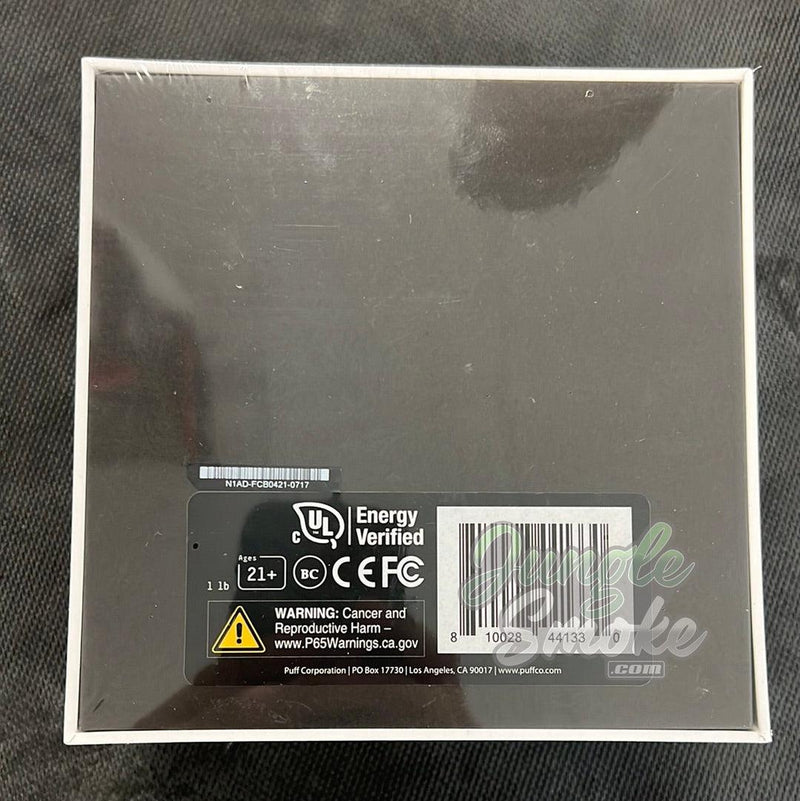 N1AD-FCB0421-0717
c UL Energy
Verified
Ages
21+
BC CE FC
1 lb
WARNING: Cancer and
Reproductive Harm –
www.P65Warnings.ca.gov
8 10028 44133 0
Puff Corporation | PO Box 17730 | Los Angeles, CA 90017 | www.puffco.com
Jungle
Smoke
.COM